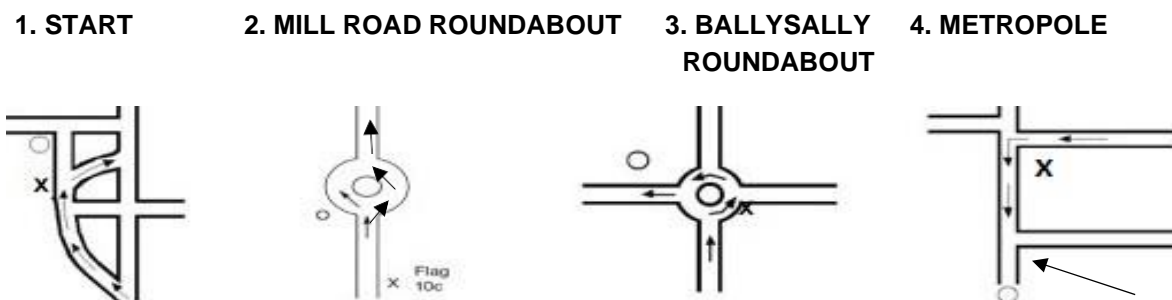 1. START
2. MILL ROAD ROUNDABOUT
3. BALLYSALLY
ROUNDABOUT
4. METROPOLE
X
X Flag
10c
X
X